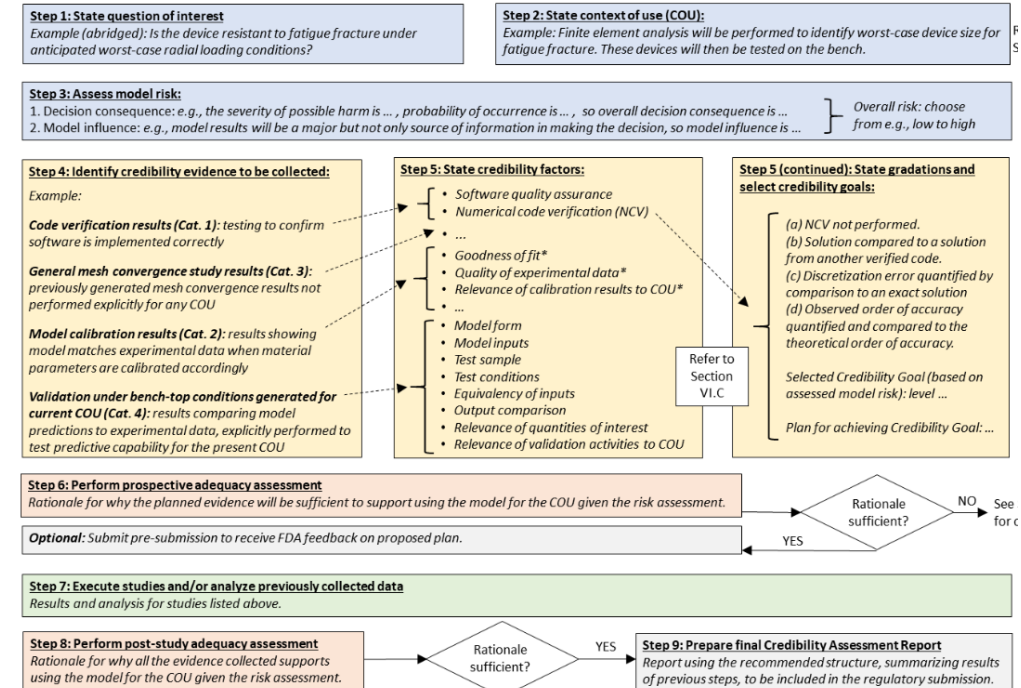 Step 1: State question of interest
Example (abridged): Is the device resistant to fatigue fracture under
anticipated worst-case radial loading conditions?
Step 2: State context of use (COU):
Example: Finite element analysis will be performed to identify worst-case device size for
fatigue fracture. These devices will then be tested on the bench.
Step 3: Assess model risk:
1. Decision consequence: e.g., the severity of possible harm is ... , probability of occurrence is ... , so overall decision consequence is ...
2. Model influence: e.g., model results will be a major but not only source of information in making the decision, so model influence is ...
Overall risk: choose
from e.g., low to high
Step 4: Identify credibility evidence to be collected:
Example:
Code verification results (Cat. 1): testing to confirm
software is implemented correctly
General mesh convergence study results (Cat. 3):
previously generated mesh convergence results not
performed explicitly for any COU
Model calibration results (Cat. 2): results showing
model matches experimental data when material
parameters are calibrated accordingly
Validation under bench-top conditions generated for
current COU (Cat. 4): results comparing model
predictions to experimental data, explicitly performed to
test predictive capability for the present COU
Step 5: State credibility factors:
• Software quality assurance
• Numerical code verification (NCV)
• ...
• Goodness of fit*
• Quality of experimental data*
• Relevance of calibration results to COU*
• ...
• Model form
• Model inputs
• Test sample
• Test conditions
• Equivalency of inputs
• Output comparison
• Relevance of quantities of interest
• Relevance of validation activities to COU
Refer to
Section
VI.C
Step 5 (continued): State gradations and
select credibility goals:
(a) NCV not performed.
(b) Solution compared to a solution
from another verified code.
(c) Discretization error quantified by
comparison to an exact solution
(d) Observed order of accuracy
quantified and compared to the
theoretical order of accuracy.
Selected Credibility Goal (based on
assessed model risk): level ...
Plan for achieving Credibility Goal: ...
Step 6: Perform prospective adequacy assessment
Rationale for why the planned evidence will be sufficient to support using the model for the COU given the risk assessment.
Rationale
sufficient?
NO
See
for
YES
Optional: Submit pre-submission to receive FDA feedback on proposed plan.
Step 7: Execute studies and/or analyze previously collected data
Results and analysis for studies listed above.
Step 8: Perform post-study adequacy assessment
Rationale for why all the evidence collected supports
using the model for the COU given the risk assessment.
Rationale
sufficient?
YES
Step 9: Prepare final Credibility Assessment Report
Report using the recommended structure, summarizing results
of previous steps, to be included in the regulatory submission.